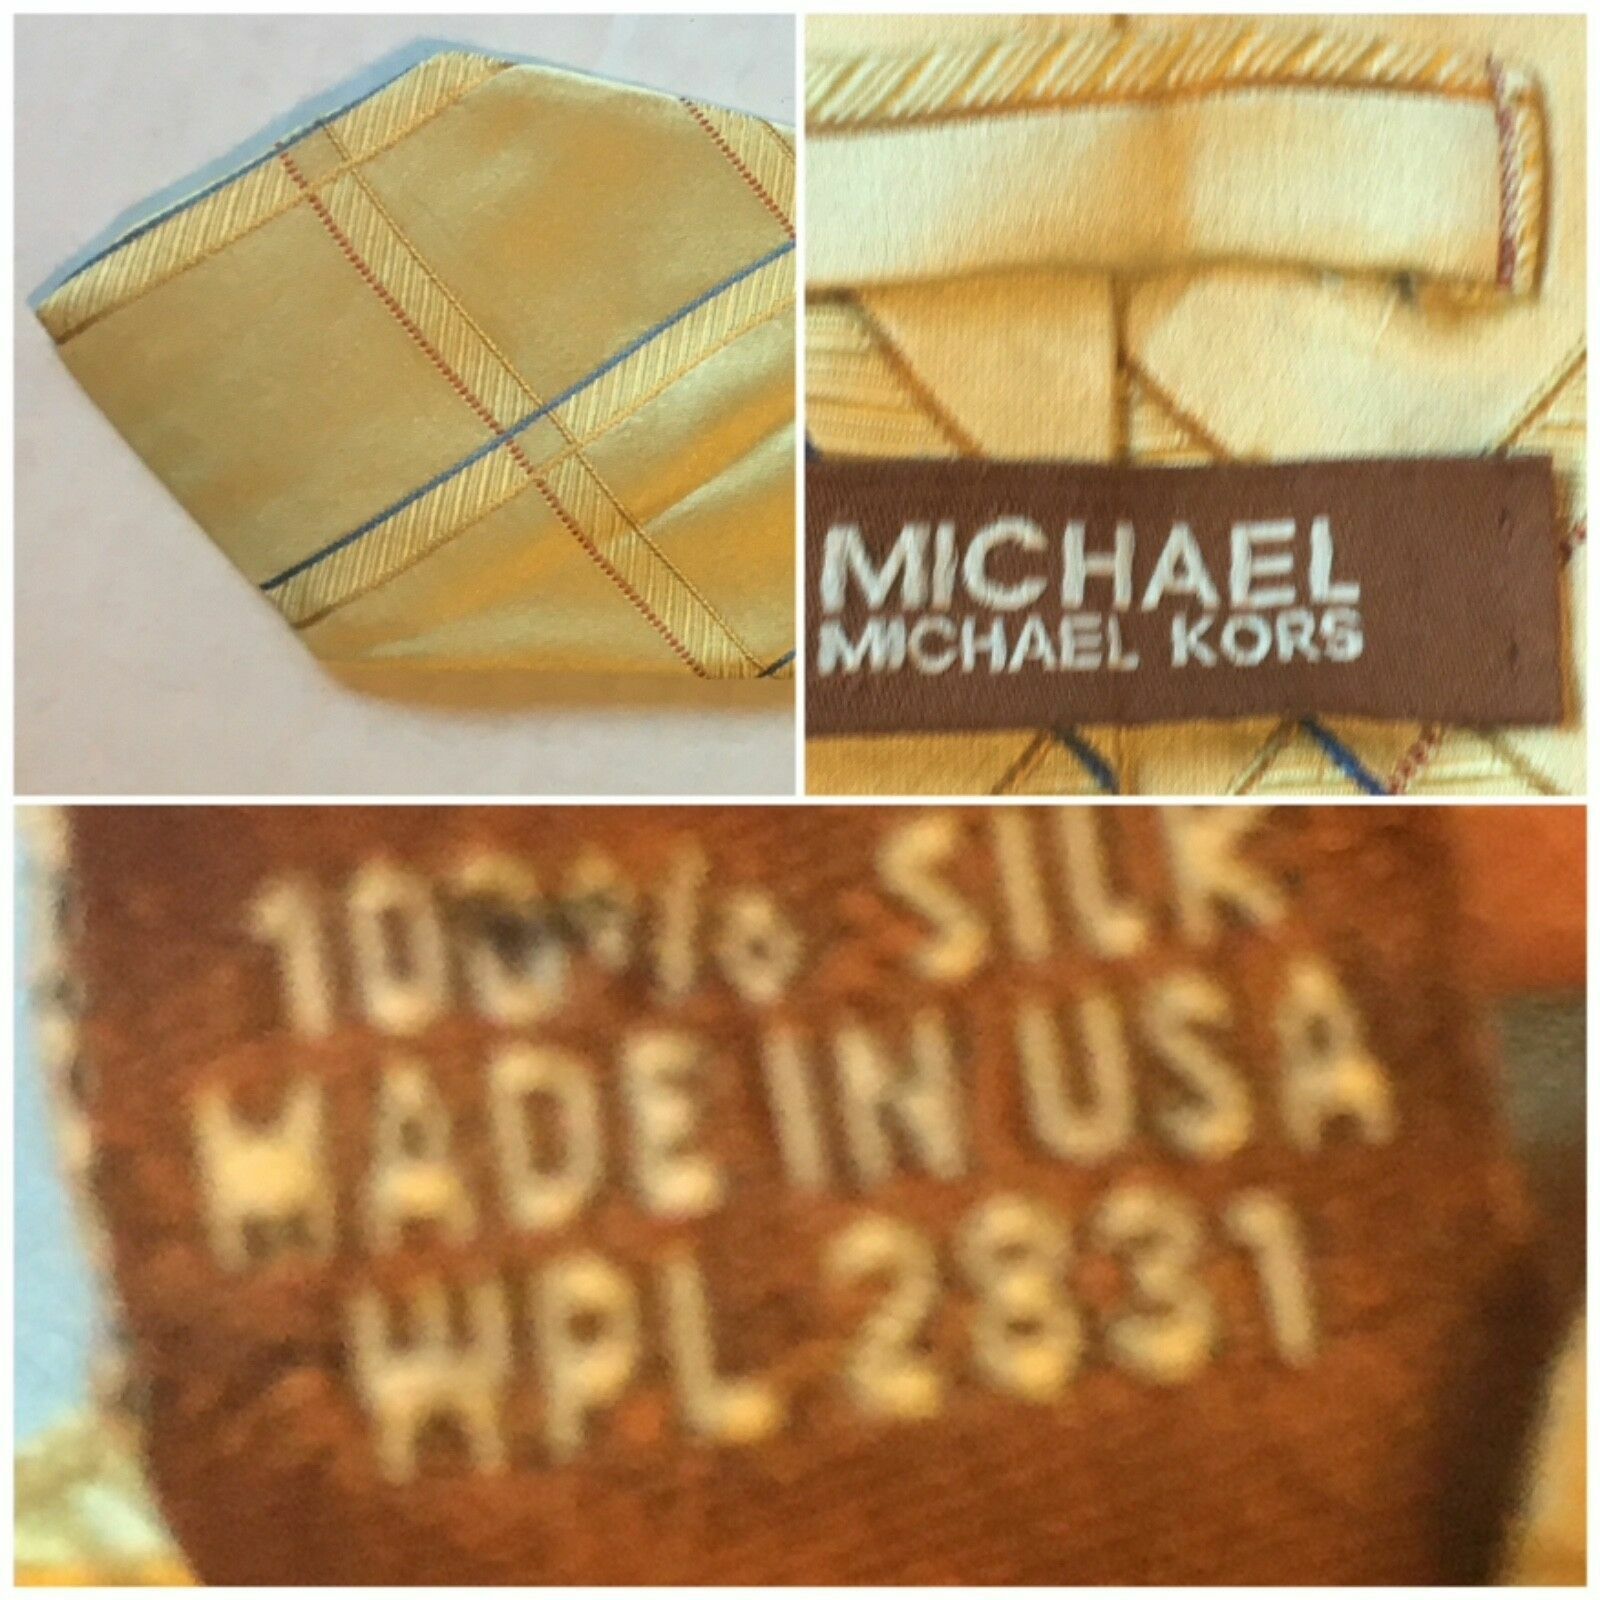 MICHAEL
MICHAEL KORS
100% SILK
MADE IN USA
WPL 2831